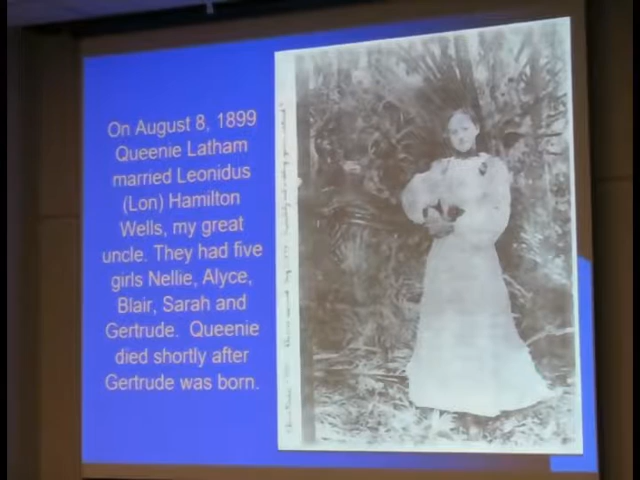 On August 8, 1899
Queenie Latham
married Leonidus
(Lon) Hamilton
Wells, my great
uncle. They had five
girls Nellie, Alyce,
Blair, Sarah and
Gertrude. Queenie
died shortly after
Gertrude was born.